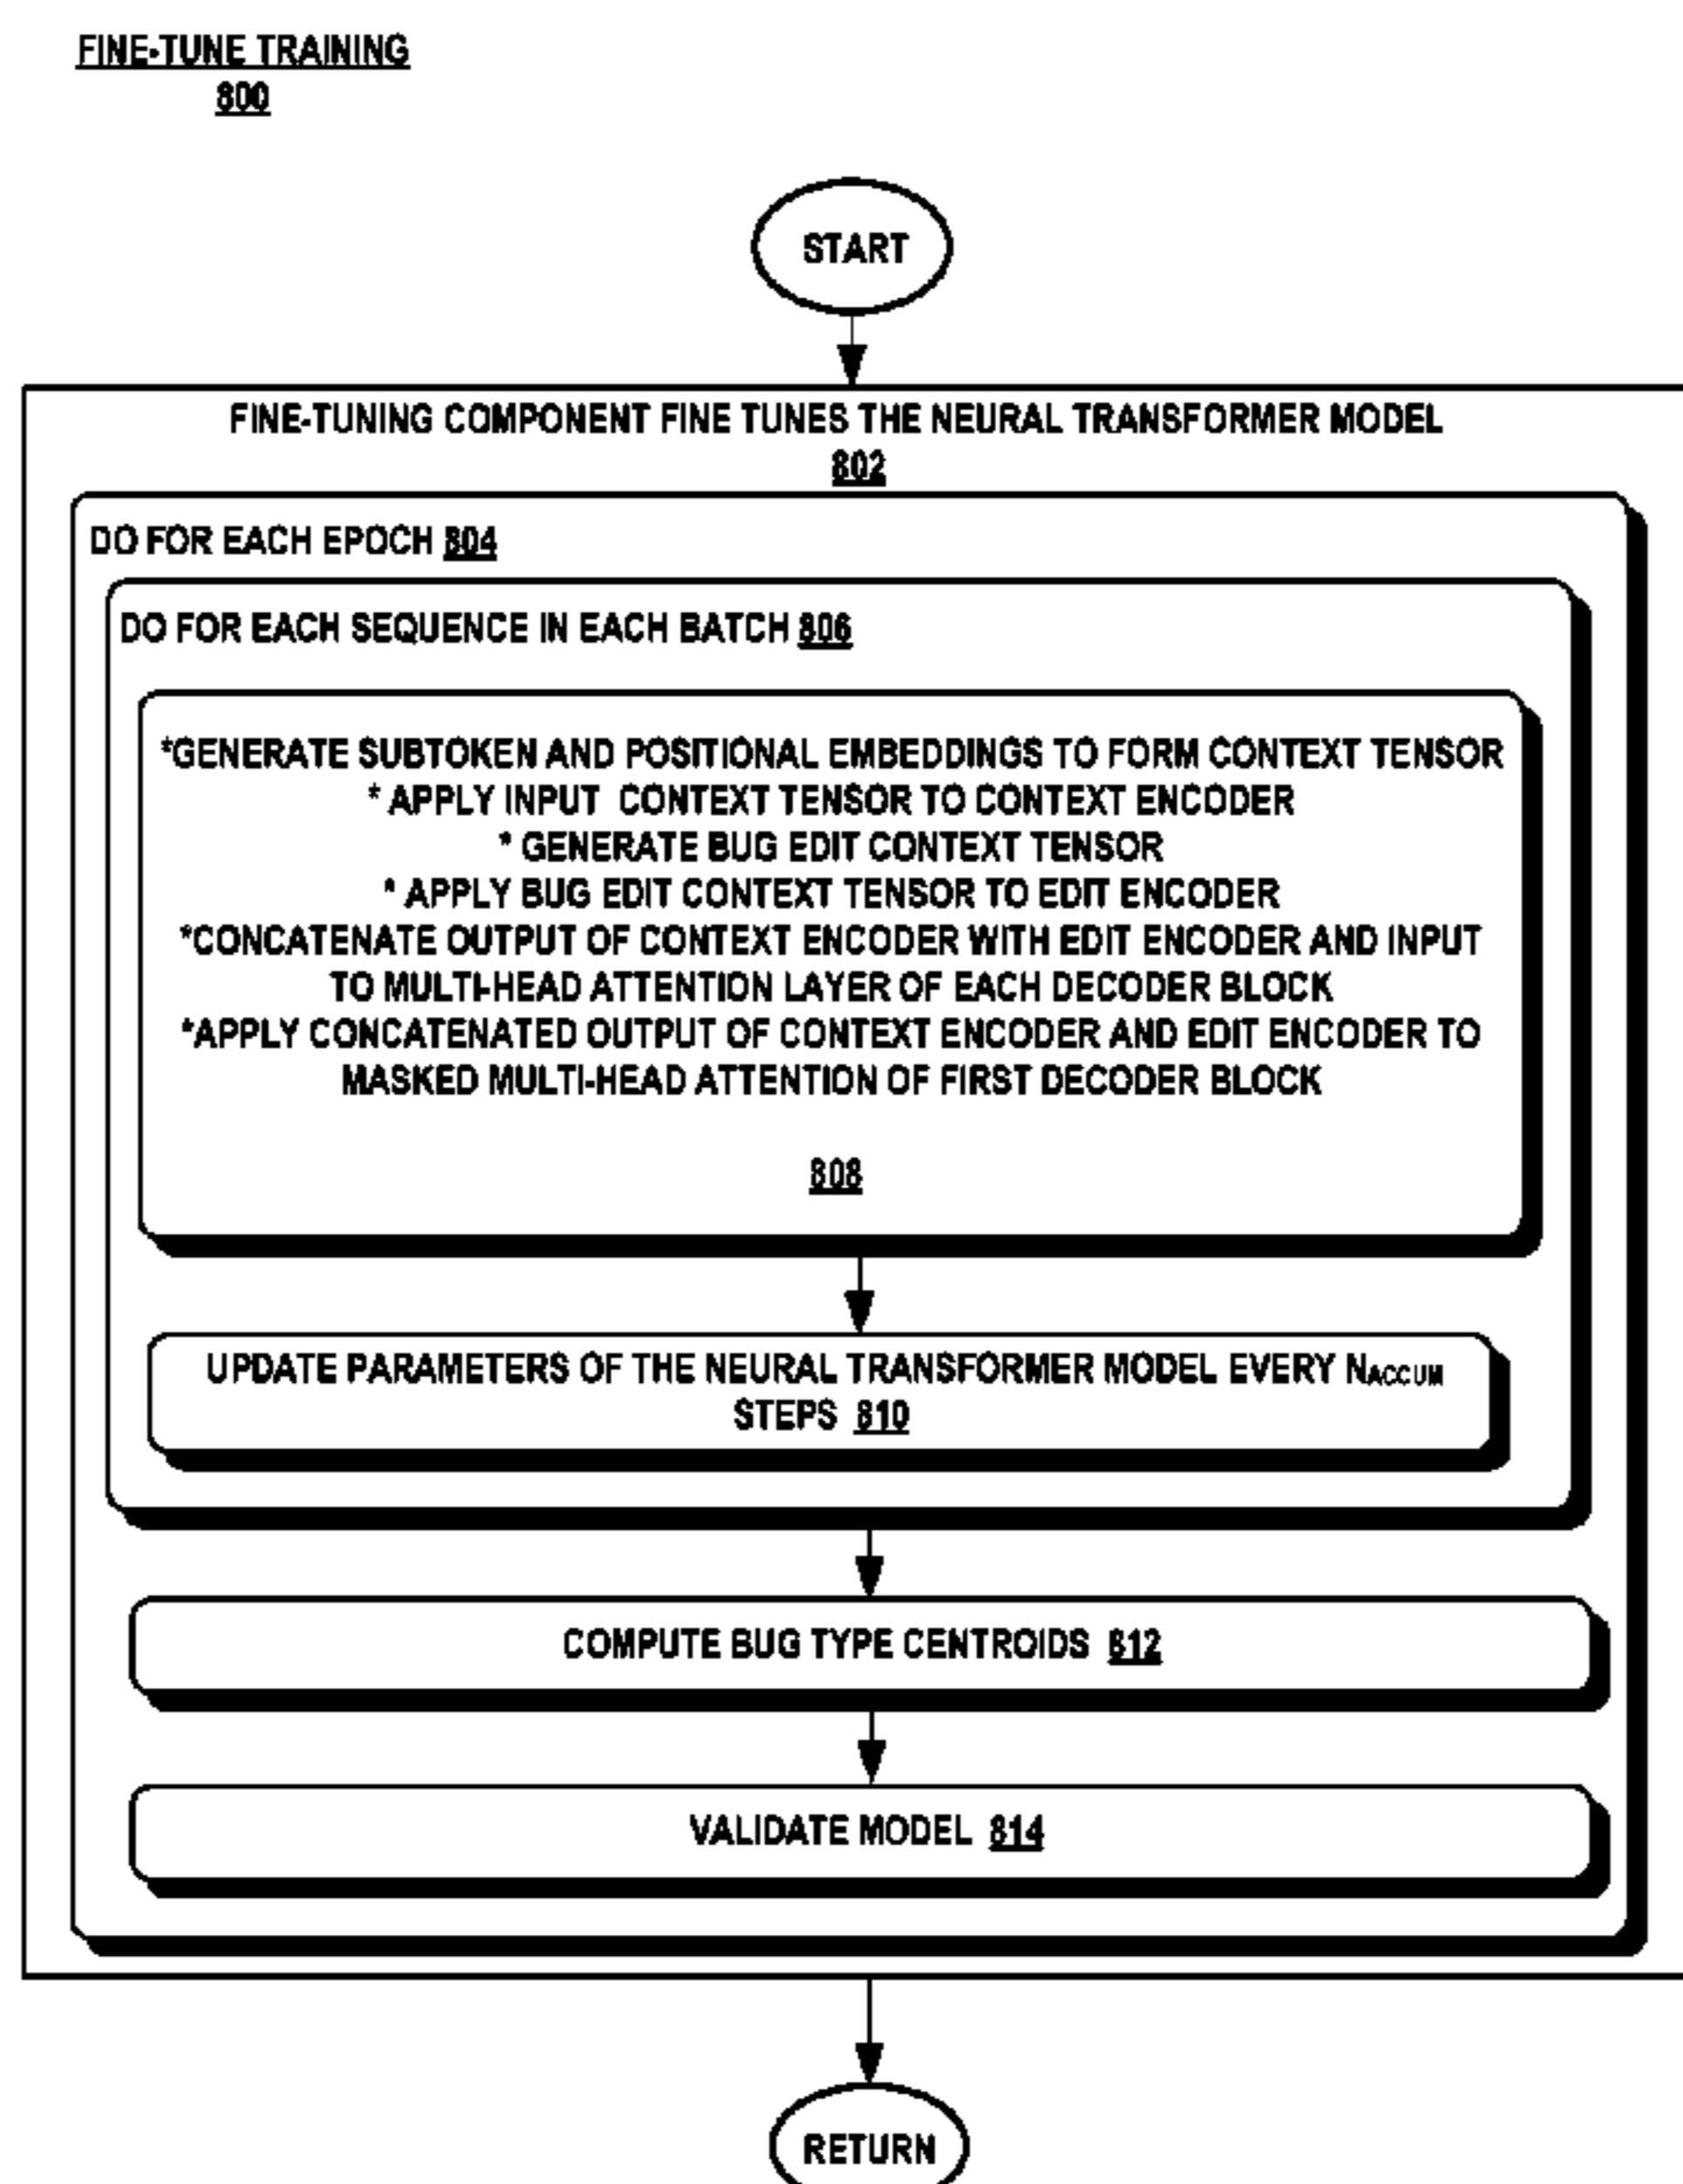 FINE-TUNE TRAINING
800
START
FINE-TUNING COMPONENT FINE TUNES THE NEURAL TRANSFORMER MODEL
802
DO FOR EACH EPOCH 804
DO FOR EACH SEQUENCE IN EACH BATCH 806
*GENERATE SUBTOKEN AND POSITIONAL EMBEDDINGS TO FORM CONTEXT TENSOR
* APPLY INPUT CONTEXT TENSOR TO CONTEXT ENCODER
* GENERATE BUG EDIT CONTEXT TENSOR
* APPLY BUG EDIT CONTEXT TENSOR TO EDIT ENCODER
*CONCATENATE OUTPUT OF CONTEXT ENCODER WITH EDIT ENCODER AND INPUT
TO MULTI-HEAD ATTENTION LAYER OF EACH DECODER BLOCK
*APPLY CONCATENATED OUTPUT OF CONTEXT ENCODER AND EDIT ENCODER TO
MASKED MULTI-HEAD ATTENTION OF FIRST DECODER BLOCK
808
UPDATE PARAMETERS OF THE NEURAL TRANSFORMER MODEL EVERY NACCUM
STEPS 810
COMPUTE BUG TYPE CENTROIDS 812
VALIDATE MODEL 814
RETURN